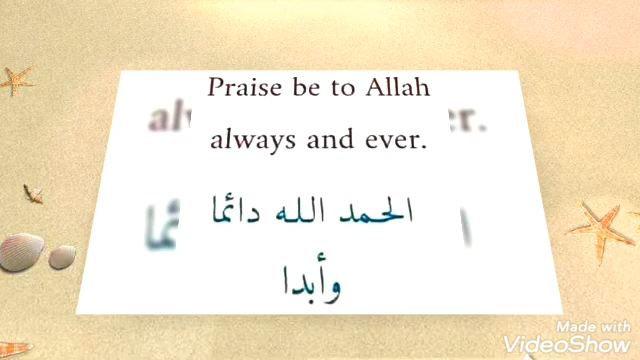 Praise be to Allah
always and ever.
الحمد الله دائما
وأبدا
Made with
VideoShow